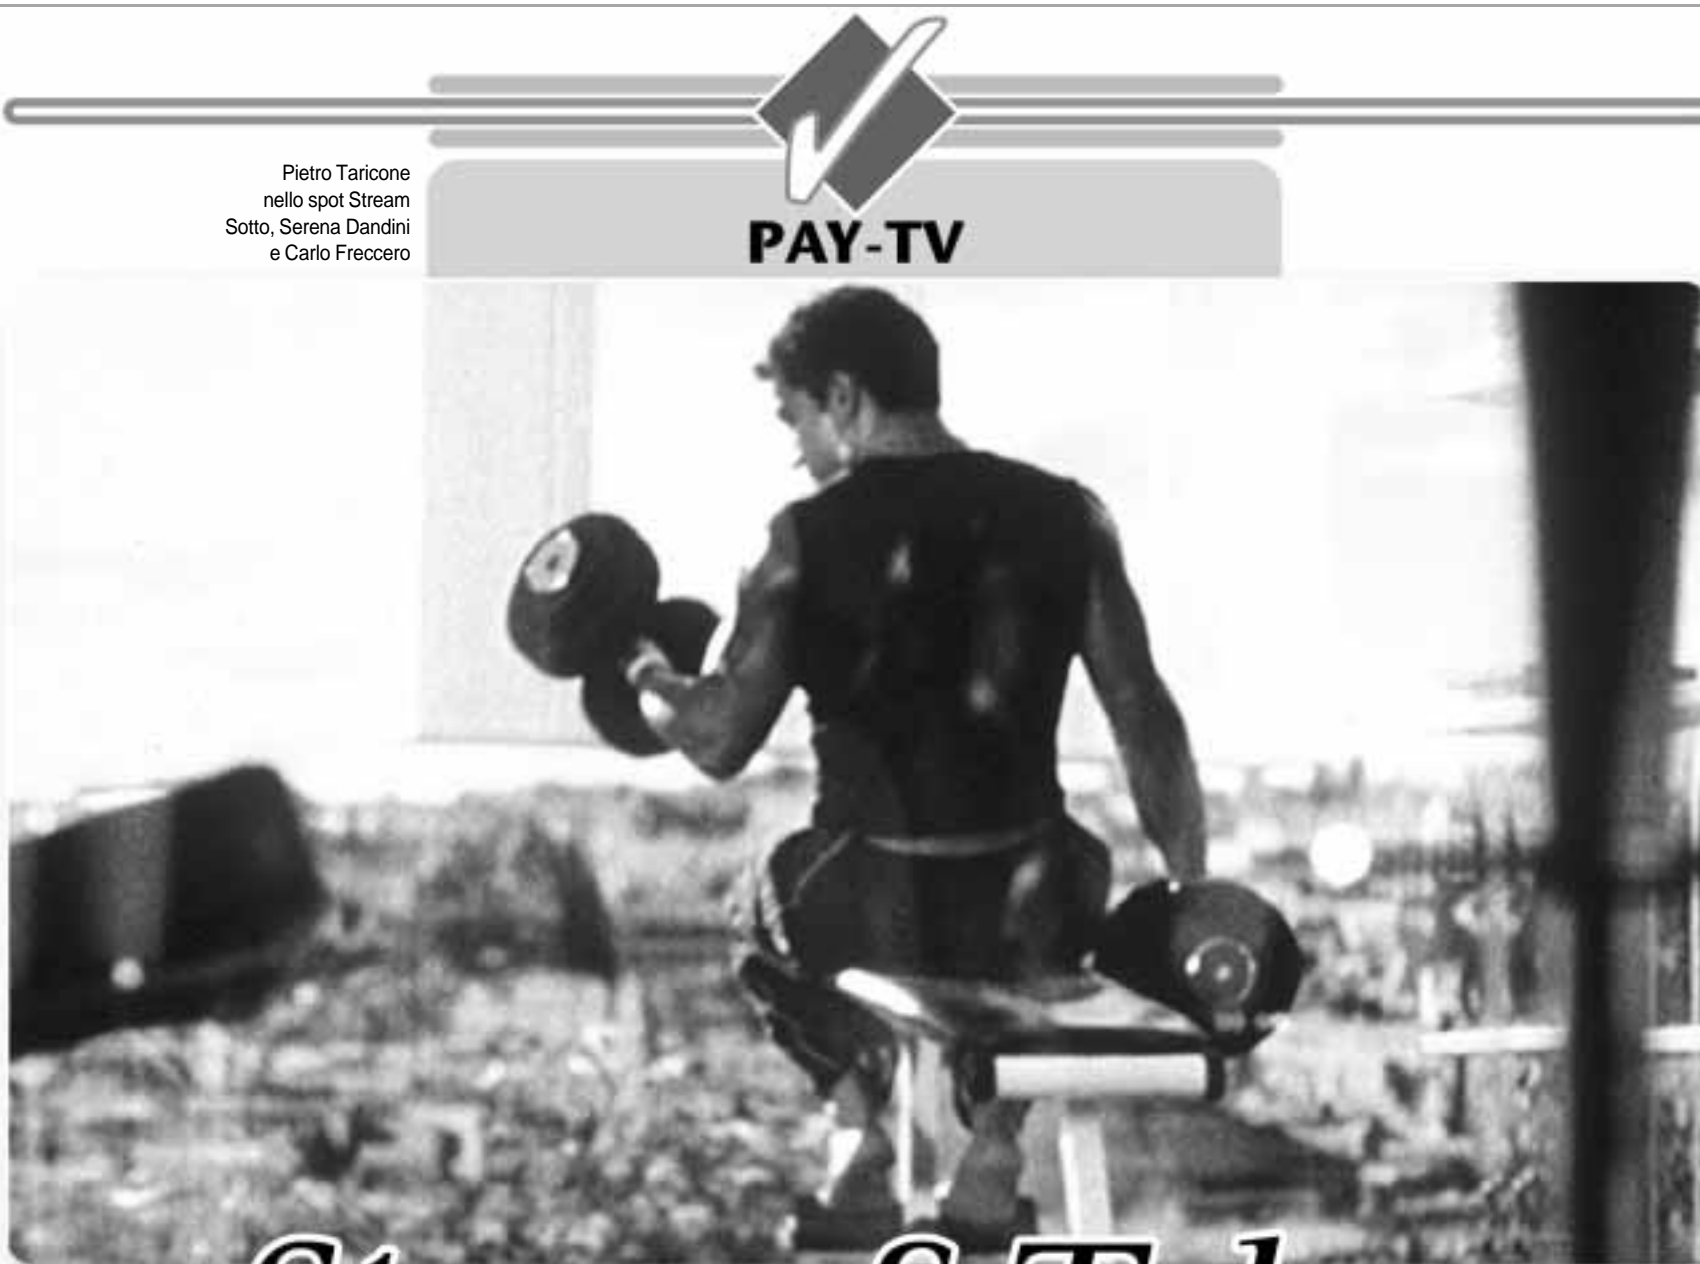 Pietro Taricone
nello spot Stream
Sotto, Serena Dandini
e Carlo Freccero
PAY-TV